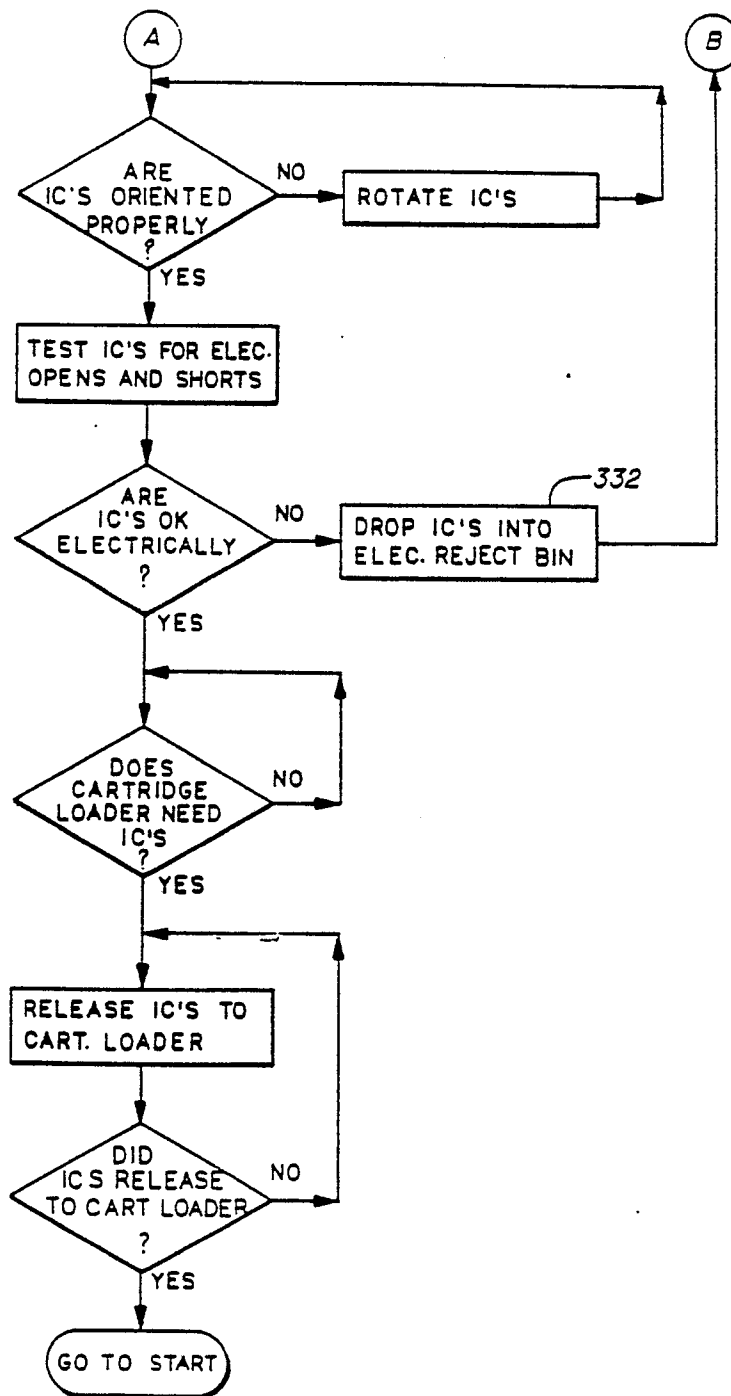 A
B
ARE
IC'S ORIENTED
PROPERLY
?
NO
ROTATE IC'S
YES
TEST IC'S FOR ELEC.
OPENS AND SHORTS
332
ARE
IC'S OK
ELECTRICALLY
?
NO
DROP IC'S INTO
ELEC. REJECT BIN
YES
DOES
CARTRIDGE
LOADER NEED
IC'S
?
NO
YES
RELEASE IC'S TO
CART. LOADER
DID
ICS RELEASE
TO CART LOADER
?
NO
YES
GO TO START